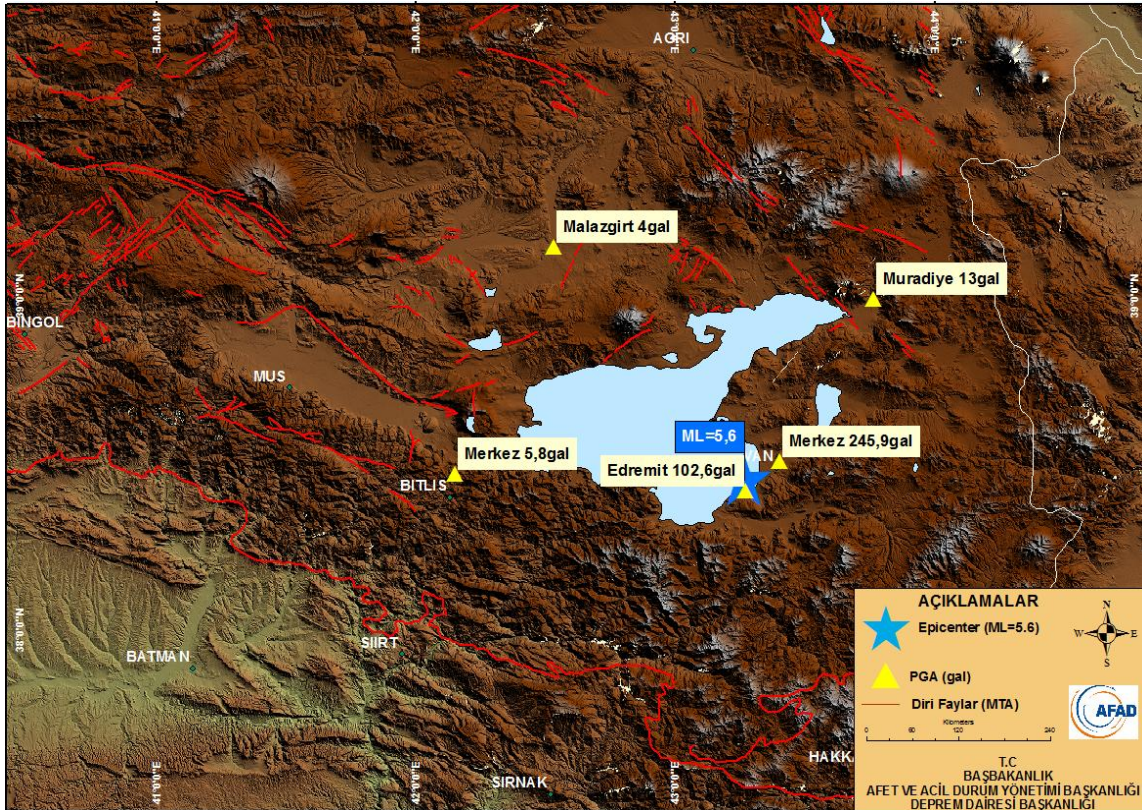 41°0'0"E
42°0'0"E
43°0'0"E
44°0'0"E
AGRI
Malazgirt 4gal
Muradiye 13gal
39°0'0"N
39°0'0"N
BINGOL
MUS
ML=5,6
Merkez 5,8gal
Merkez 245,9gal
VAN
Edremit 102,6gal
BITLIS
38°0'0"N
SIIRT
BATMAN
SIRNAK
41°0'0"E
42°0'0"E
43°0'0"E
AÇIKLAMALAR
Epicenter (ML=5.6)
N
W E
S
PGA (gal)
Diri Faylar (MTA)
Kilometers
0 60 120 240
AFAD
T.C
BAŞBAKANLIK
AFET VE ACİL DURUM YÖNETİMİ BAŞKANLIĞI
DEPREM DAİRESİ BAŞKANLIĞI
HAKKA